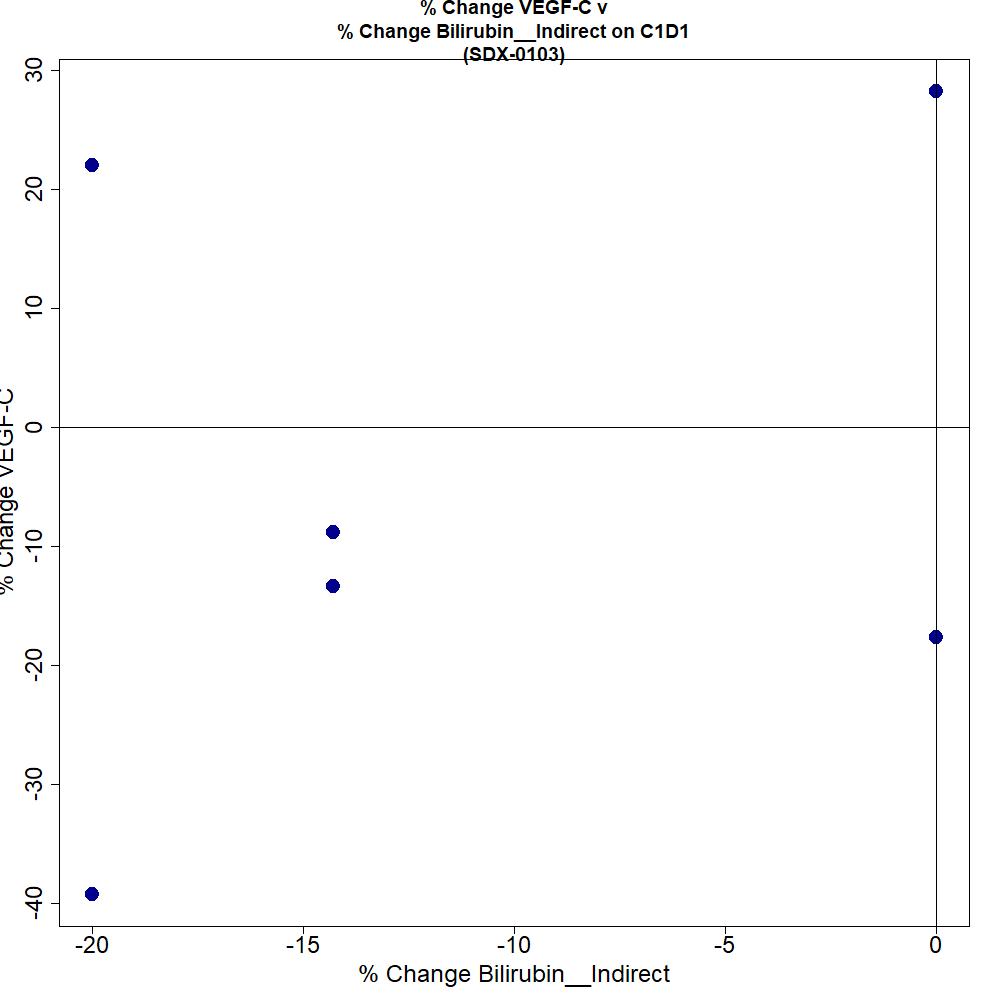 % Change VEGF-C v
% Change Bilirubin__Indirect on C1D1
(SDX-0103)
30
20
10
0
-10
-20
-30
-40
% Change VEGF-C
-20
-15
-10
-5
0
% Change Bilirubin__Indirect